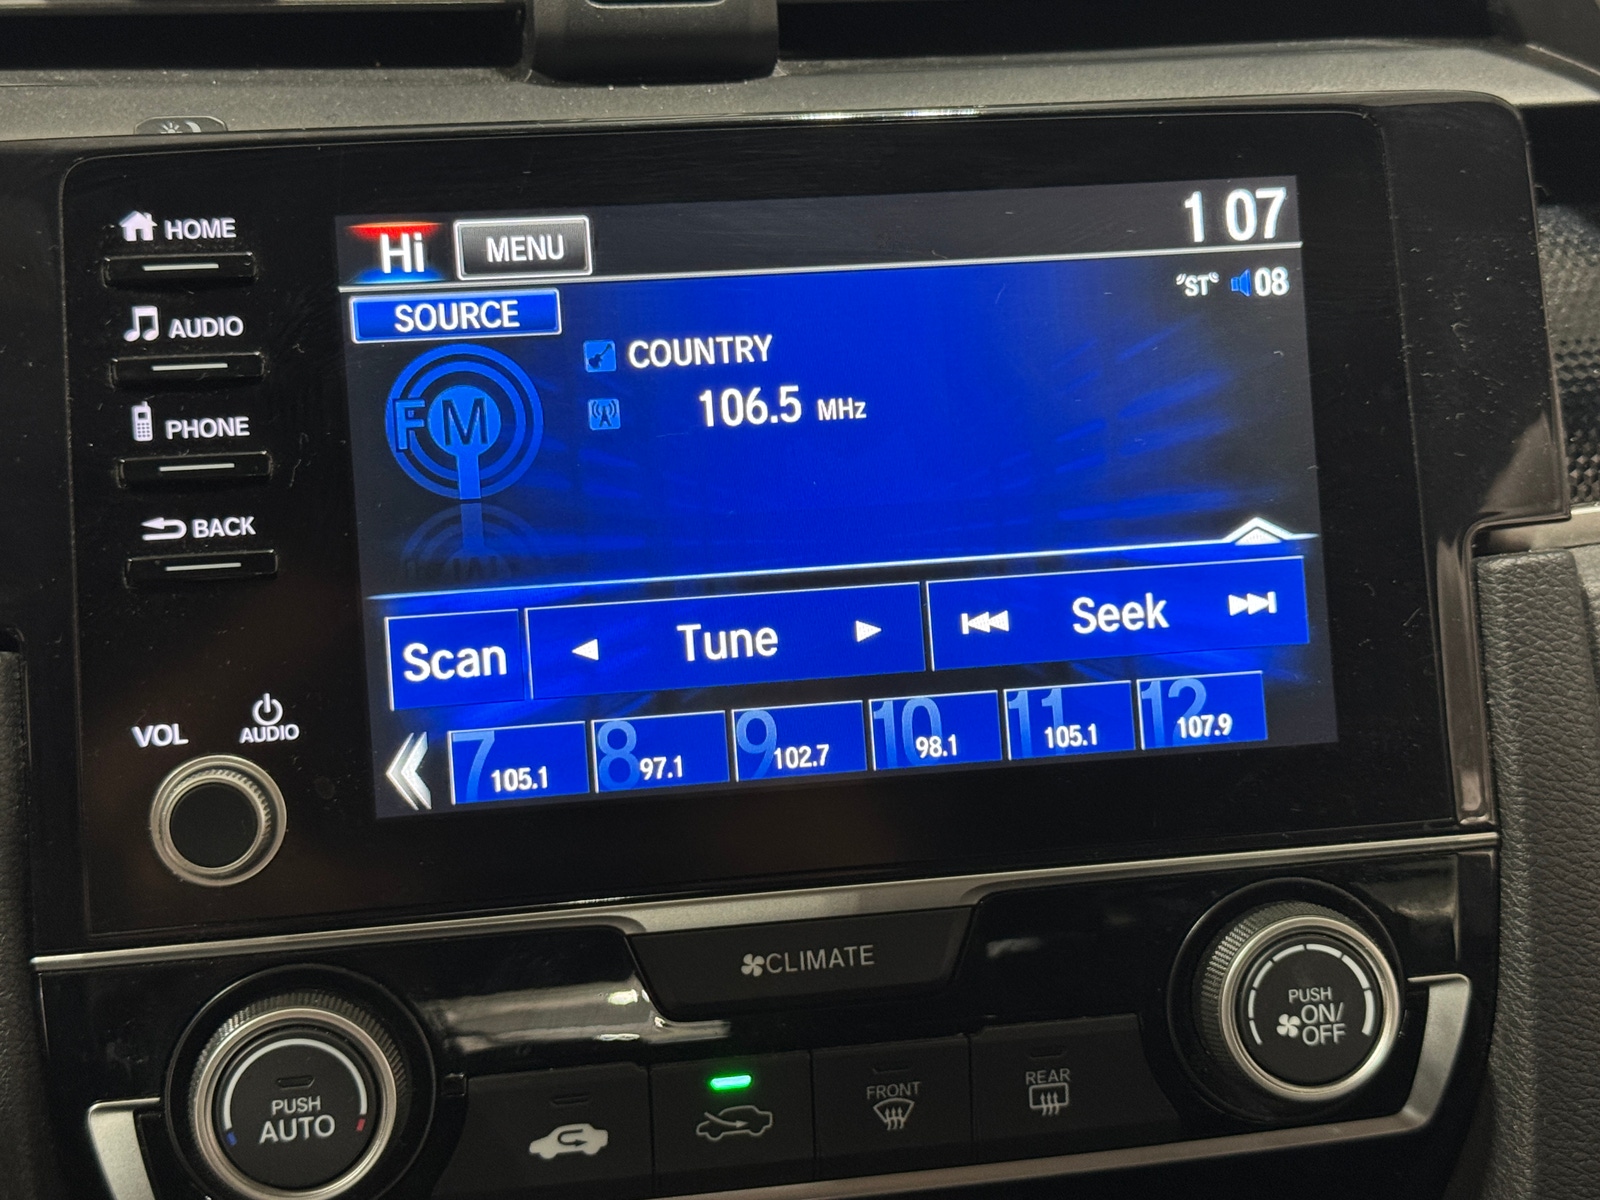 HOME
AUDIO
PHONE
BACK
VOL
AUDIO
Hi
MENU
1 07
SOURCE
"ST" 08
FM
COUNTRY
106.5 MHz
Scan
Tune
Seek
7 105.1
8 97.1
9 102.7
10 98.1
11 105.1
12 107.9
CLIMATE
PUSH
AUTO
FRONT
REAR
PUSH
ON/
OFF